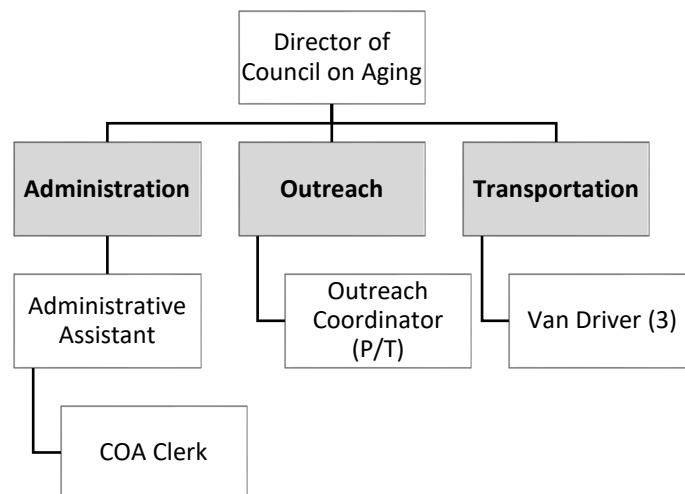 Director of
Council on Aging
Administration
Outreach
Transportation
Administrative
Assistant
Outreach
Coordinator
(P/T)
Van Driver (3)
COA Clerk